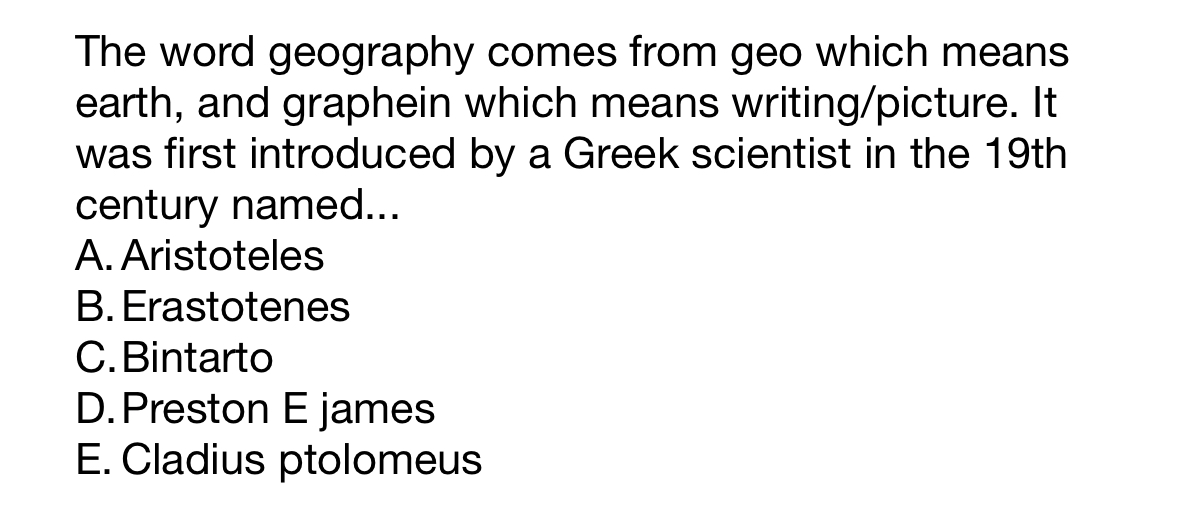 The word geography comes from geo which means
earth, and graphein which means writing/picture. It
was first introduced by a Greek scientist in the 19th
century named...
A. Aristoteles
B. Erastotenes
C. Bintarto
D. Preston E james
E. Cladius ptolomeus